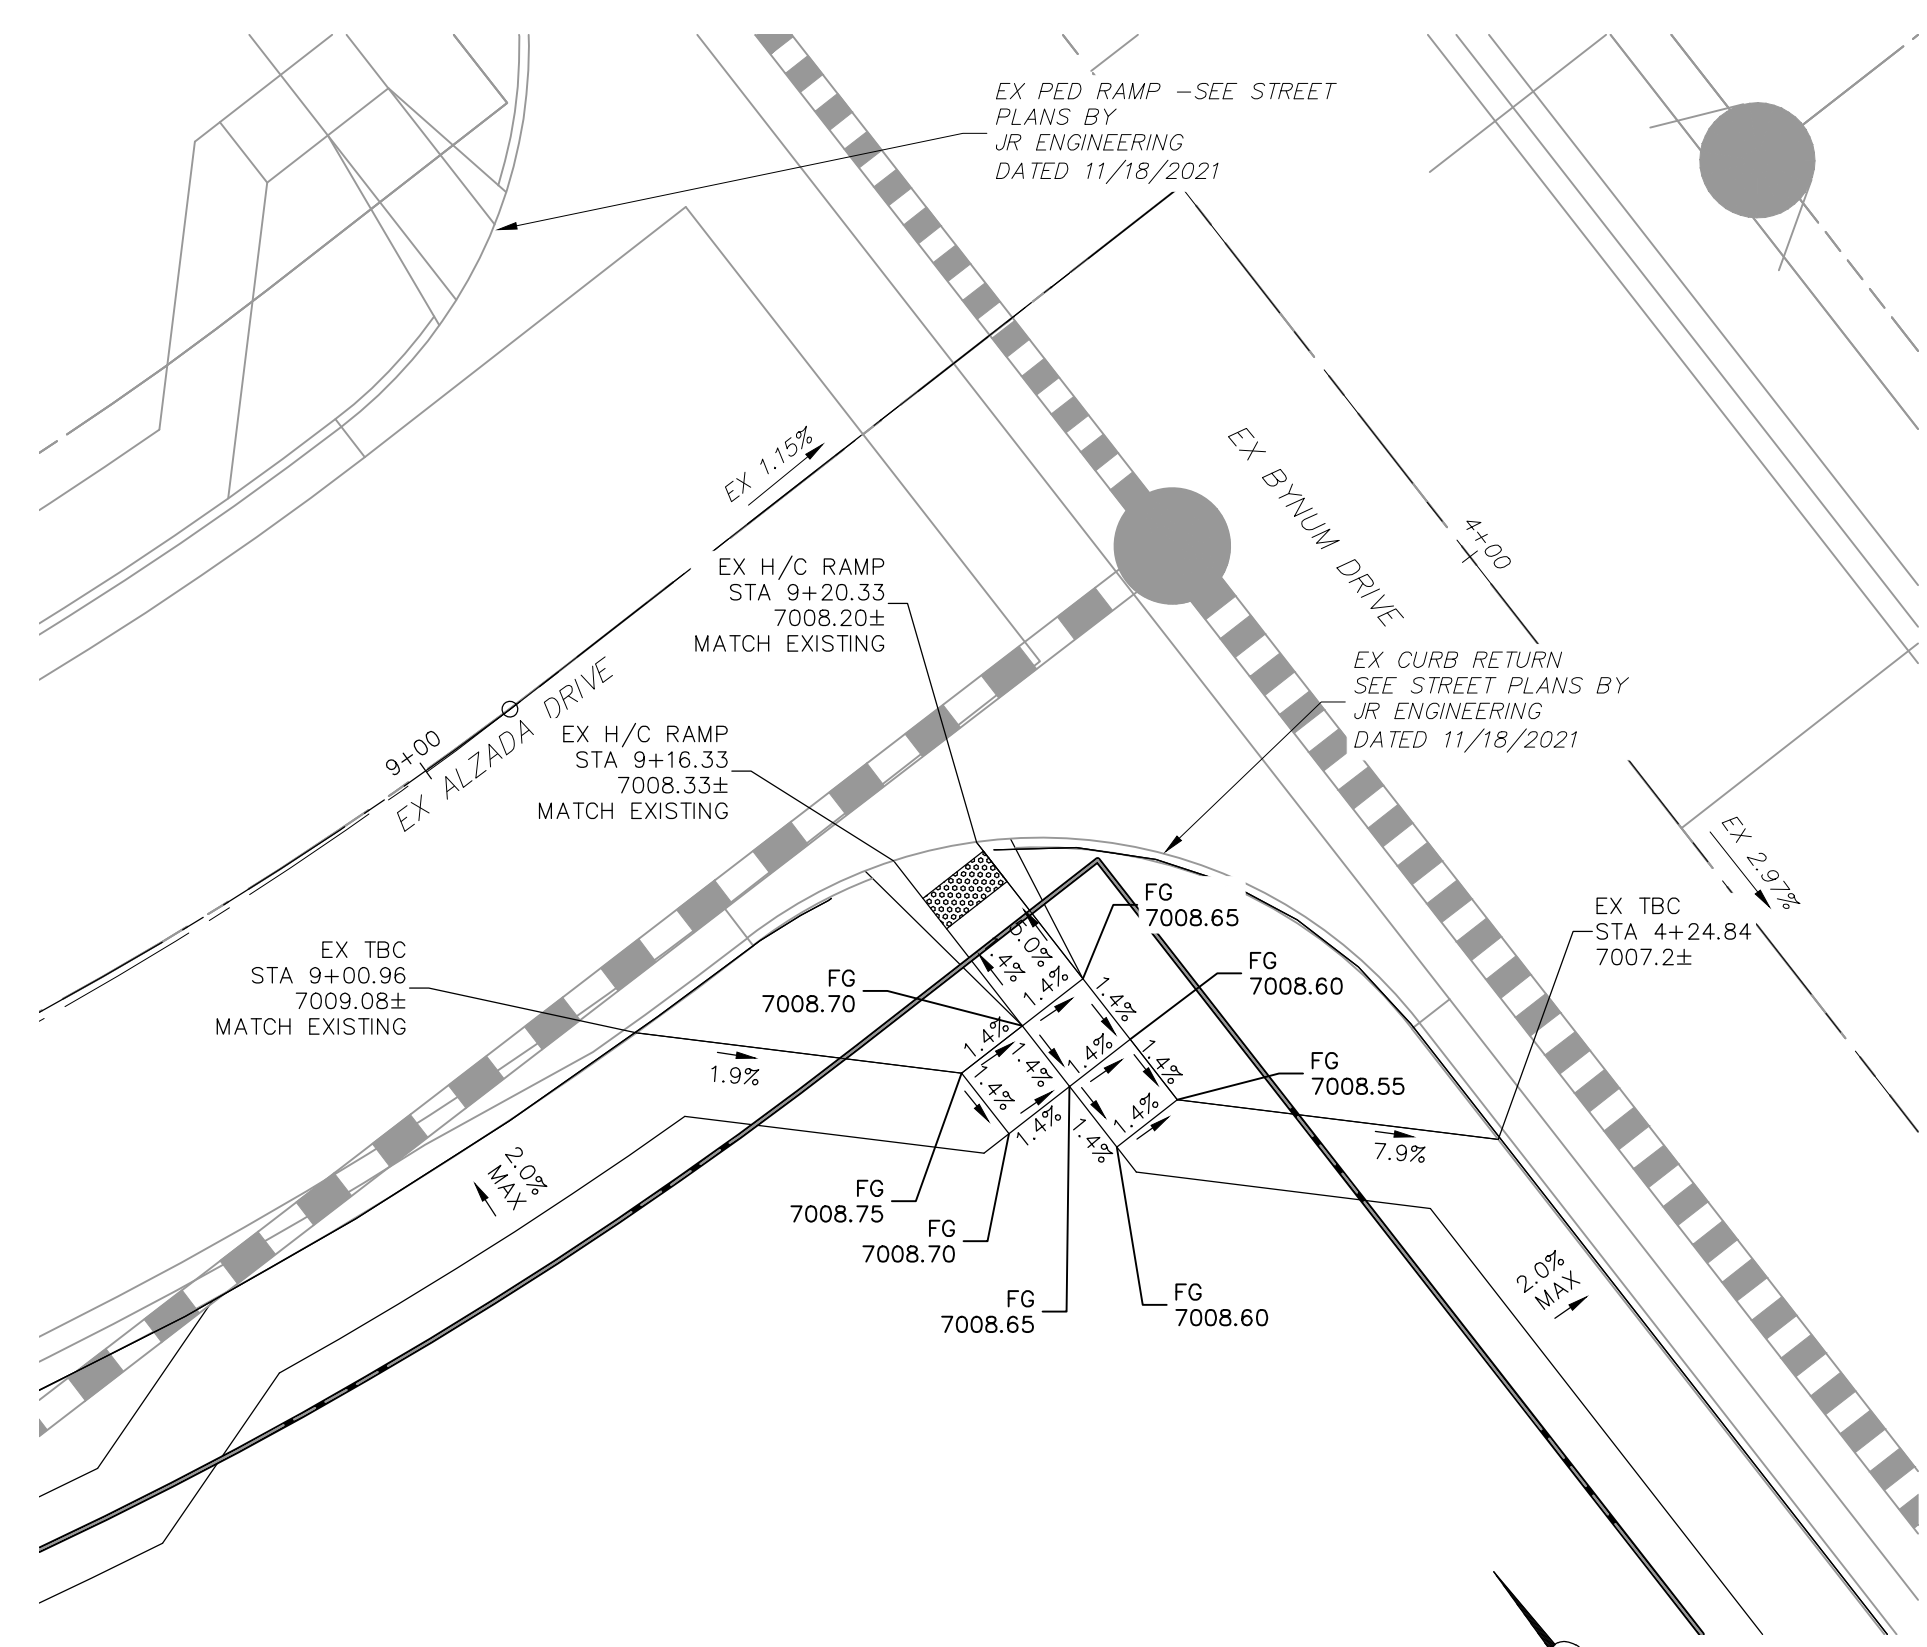 EX PED RAMP -SEE STREET
PLANS BY
JR ENGINEERING
DATED 11/18/2021
EX 1.15%
EX BYNUM DRIVE
4+00
EX H/C RAMP
STA 9+20.33
7008.20±
MATCH EXISTING
EX CURB RETURN
SEE STREET PLANS BY
JR ENGINEERING
DATED 11/18/2021
EX ALZADA DRIVE
9+00
EX H/C RAMP
STA 9+16.33
7008.33±
MATCH EXISTING
EX 2.97%
FG
7008.65
EX TBC
STA 4+24.84
7007.2±
EX TBC
STA 9+00.96
7009.08±
MATCH EXISTING
FG
7008.70
5.0%
.4%
1.4%
1.4%
FG
7008.60
1.4%
1.4%
1.4%
1.4%
1.4%
1.9%
FG
7008.55
1.4%
1.4%
1.4%
7.9%
2.0%
MAX
FG
7008.75
FG
7008.70
FG
7008.65
FG
7008.60
2.0%
MAX